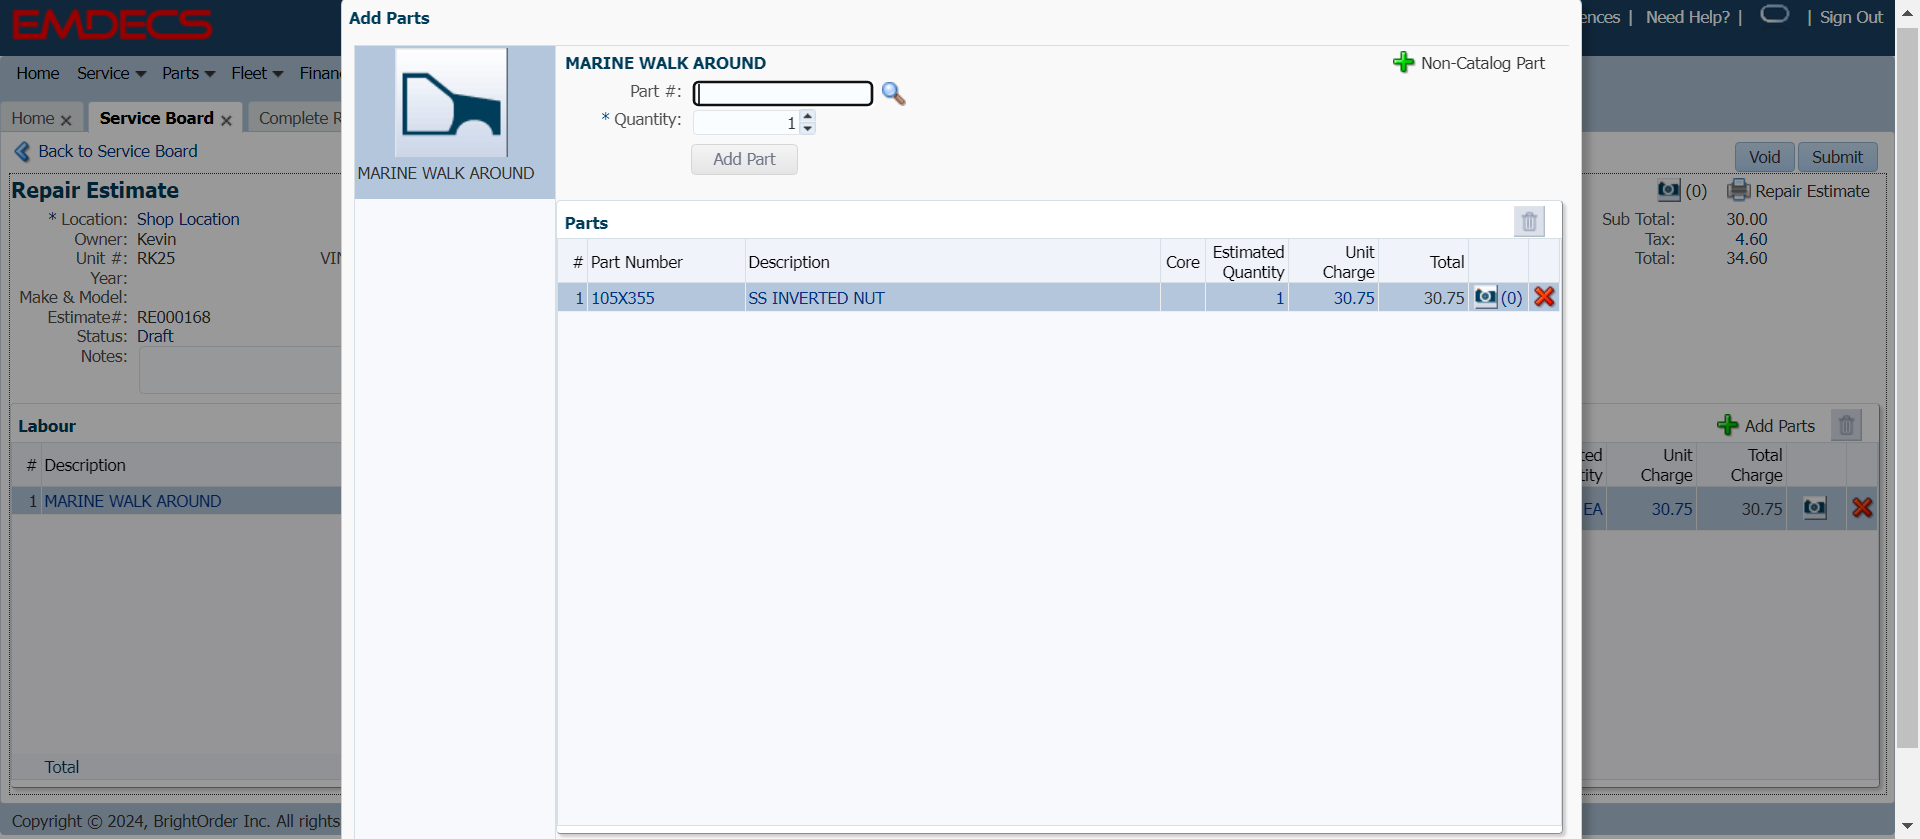 EMDECS
ences | Need Help? | | Sign Out
Home Service Parts Fleet Finan
Home Service Board Complete R
Back to Service Board
Void Submit
Repair Estimate
(0) Repair Estimate
* Location: Shop Location
Owner: Kevin
Unit #: RK25 VIN
Year:
Make & Model:
Estimate#: RE000168
Status: Draft
Notes:
Sub Total: 30.00
Tax: 4.60
Total: 34.60
Labour
# Description
1 MARINE WALK AROUND
Total
Add Parts
ted Unit Total
ity Charge Charge
EA 30.75 30.75
Copyright © 2024, BrightOrder Inc. All rights
Add Parts
MARINE WALK AROUND
MARINE WALK AROUND
Non-Catalog Part
Part #:
* Quantity: 1
Add Part
Parts
# Part Number Description Core Estimated Quantity Unit Charge Total
1 105X355 SS INVERTED NUT 1 30.75 30.75 (0)